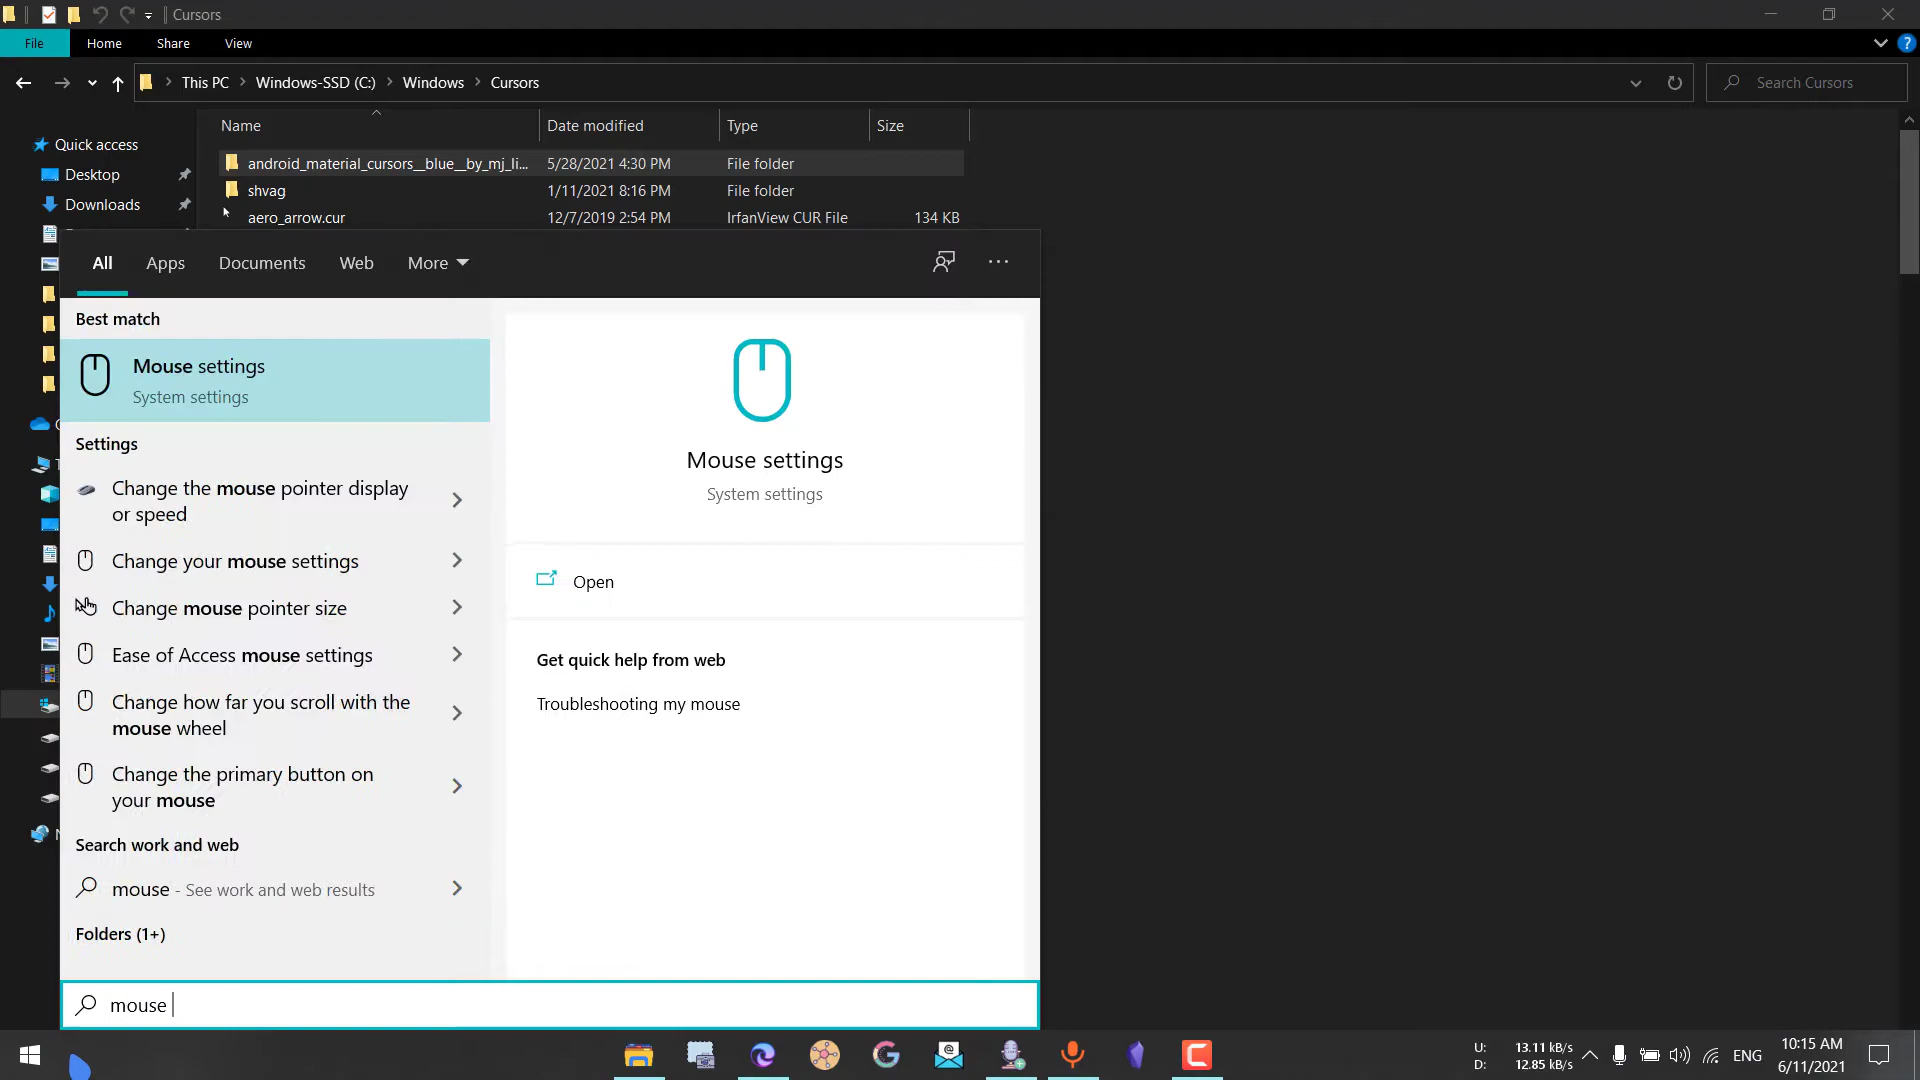 Cursors
File Home Share View
This PC Windows-SSD (C:) Windows Cursors Search Cursors
Name Date modified Type Size
Quick access
android_material_cursors__blue__by_mj_li... 5/28/2021 4:30 PM File folder
Desktop
shvag 1/11/2021 8:16 PM File folder
Downloads
aero_arrow.cur 12/7/2019 2:54 PM IrfanView CUR File 134 KB
All Apps Documents Web More
Best match
Mouse settings
System settings
Settings
Change the mouse pointer display
or speed
Change your mouse settings
Change mouse pointer size
Ease of Access mouse settings
Change how far you scroll with the
mouse wheel
Change the primary button on
your mouse
Search work and web
mouse - See work and web results
Folders (1+)
Mouse settings
System settings
Open
Get quick help from web
Troubleshooting my mouse
mouse
U: 13.11 kB/s
D: 12.85 kB/s
ENG
10:15 AM
6/11/2021